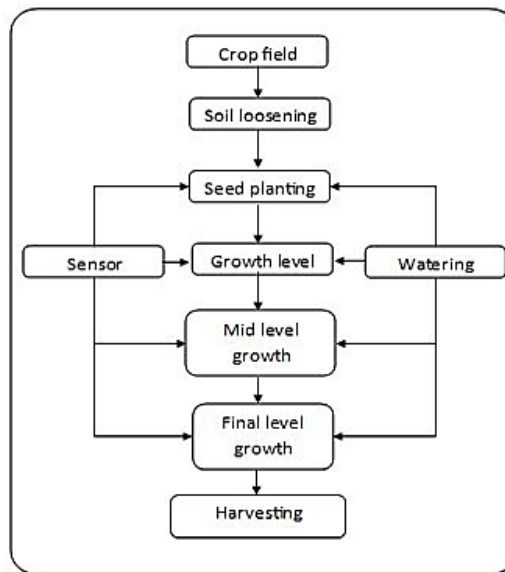 Crop field
Soil loosening
Seed planting
Sensor
Growth level
Watering
Mid level
growth
Final level
growth
Harvesting